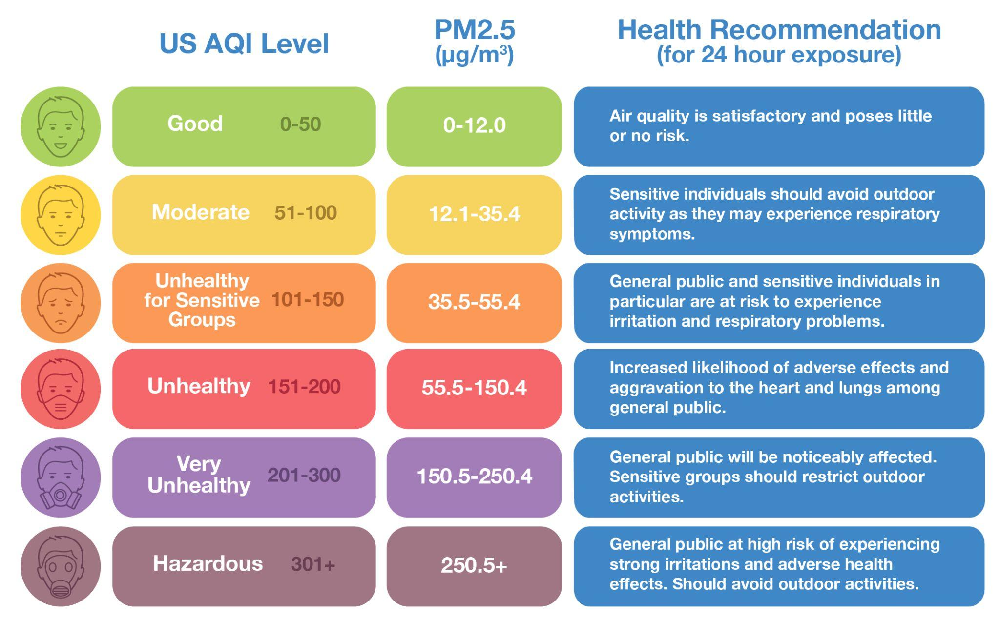 US AQI Level
PM2.5
(µg/m³)
Health Recommendation
(for 24 hour exposure)
Good 0-50
0-12.0
Air quality is satisfactory and poses little
or no risk.
Moderate 51-100
12.1-35.4
Sensitive individuals should avoid outdoor
activity as they may experience respiratory
symptoms.
Unhealthy
for Sensitive
Groups
101-150
35.5-55.4
General public and sensitive individuals in
particular are at risk to experience
irritation and respiratory problems.
Unhealthy 151-200
55.5-150.4
Increased likelihood of adverse effects and
aggravation to the heart and lungs among
general public.
Very
Unhealthy
201-300
150.5-250.4
General public will be noticeably affected.
Sensitive groups should restrict outdoor
activities.
Hazardous 301+
250.5+
General public at high risk of experiencing
strong irritations and adverse health
effects. Should avoid outdoor activities.